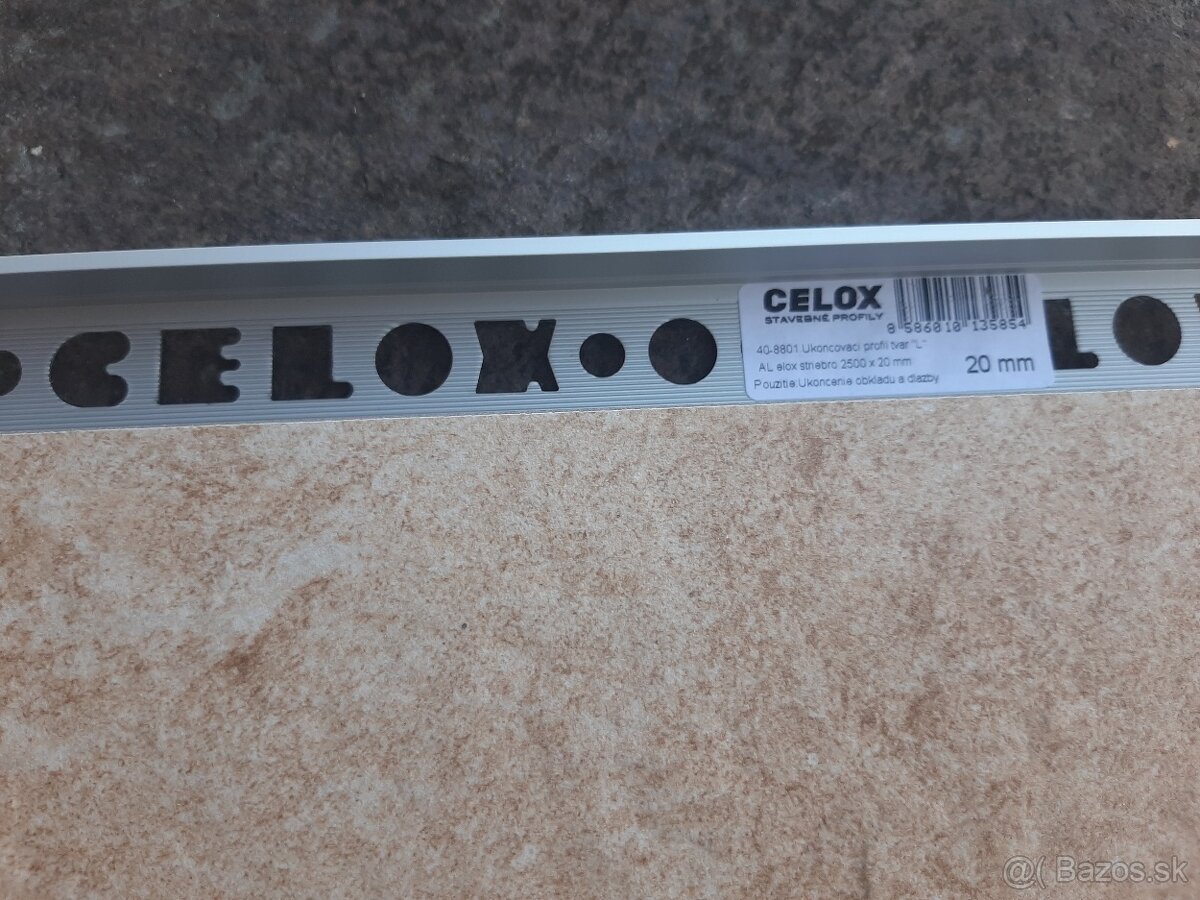 CELOX
CELOX
STAVEBNÉ PROFILY
8 586010 135854
40-8801 Ukoncovaci profil tvar "L"
AL elox striebro 2500 x 20 mm
20 mm
Pouzitie:Ukoncenie obkladu a dlazby
LO
@( Bazos.sk